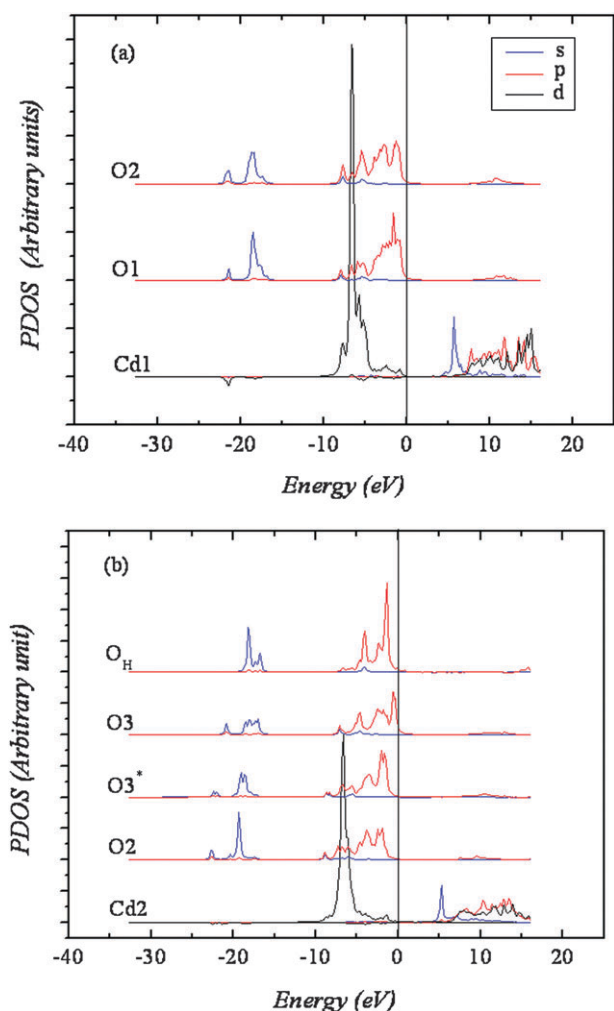 (a)
s
p
d
O2
O1
Cd1
PDOS (Arbitrary units)
-40 -30 -20 -10 0 10 20
Energy (eV)
(b)
O_H
O3
O3*
O2
Cd2
PDOS (Arbitrary unit)
-40 -30 -20 -10 0 10 20
Energy (eV)